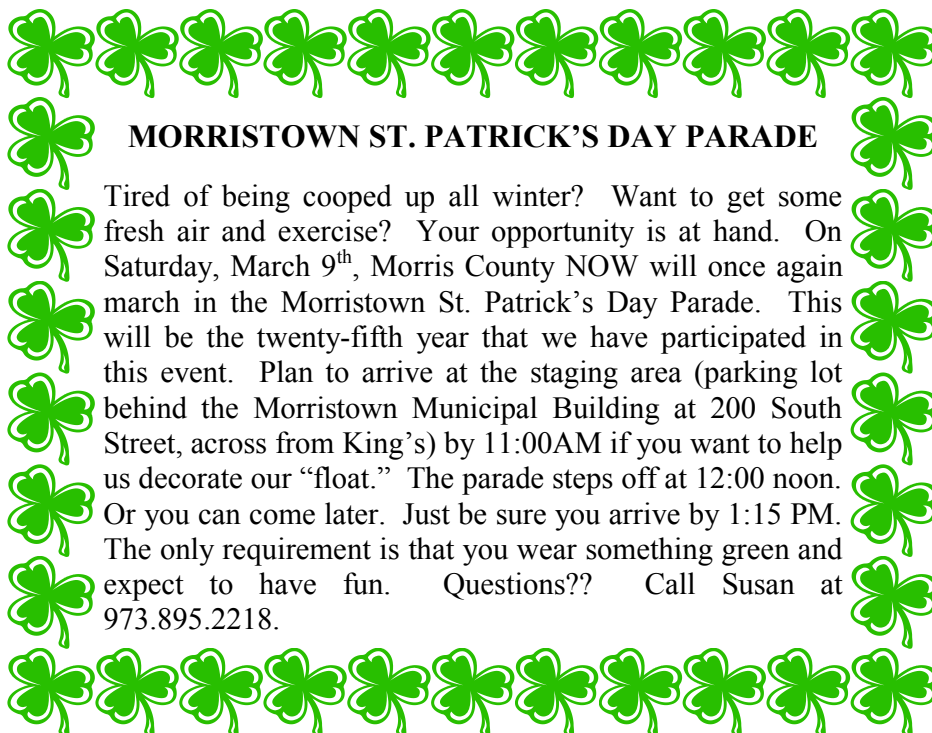 MORRISTOWN ST. PATRICK’S DAY PARADE
Tired of being cooped up all winter? Want to get some
fresh air and exercise? Your opportunity is at hand. On
Saturday, March 9th, Morris County NOW will once again
march in the Morristown St. Patrick’s Day Parade. This
will be the twenty-fifth year that we have participated in
this event. Plan to arrive at the staging area (parking lot
behind the Morristown Municipal Building at 200 South
Street, across from King’s) by 11:00AM if you want to help
us decorate our “float.” The parade steps off at 12:00 noon.
Or you can come later. Just be sure you arrive by 1:15 PM.
The only requirement is that you wear something green and
expect to have fun. Questions?? Call Susan at
973.895.2218.